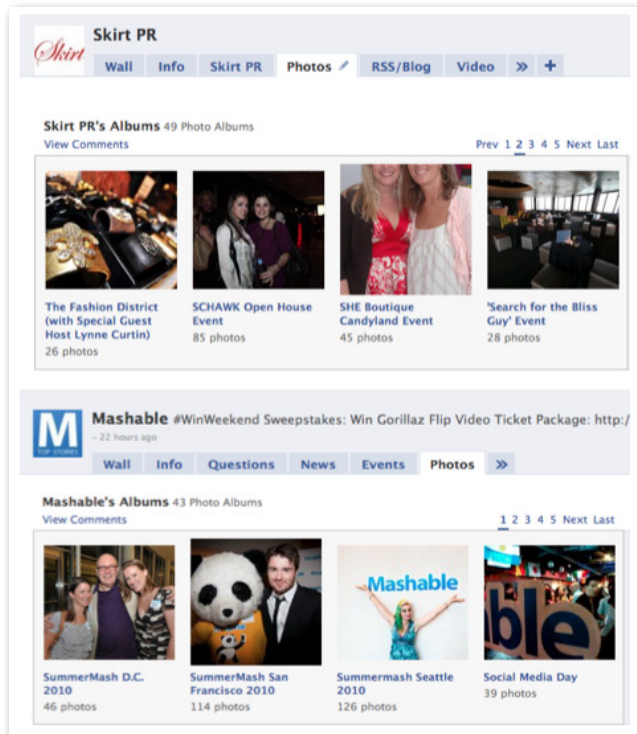 Skirt
Skirt PR
Wall Info Skirt PR Photos RSS/Blog Video » +
Skirt PR's Albums 49 Photo Albums
View Comments
Prev 1 2 3 4 5 Next Last
The Fashion District
(with Special Guest
Host Lynne Curtin)
26 photos
SCHAWK Open House
Event
85 photos
SHE Boutique
Candyland Event
45 photos
'Search for the Bliss
Guy' Event
28 photos
M
TOP STORIES
Mashable #WinWeekend Sweepstakes: Win Gorillaz Flip Video Ticket Package: http:/
~ 22 hours ago
Wall Info Questions News Events Photos »
Mashable's Albums 43 Photo Albums
View Comments
1 2 3 4 5 Next Last
Mashable
ble
SummerMash D.C.
2010
46 photos
SummerMash San
Francisco 2010
114 photos
Summermash Seattle
2010
126 photos
Social Media Day
39 photos